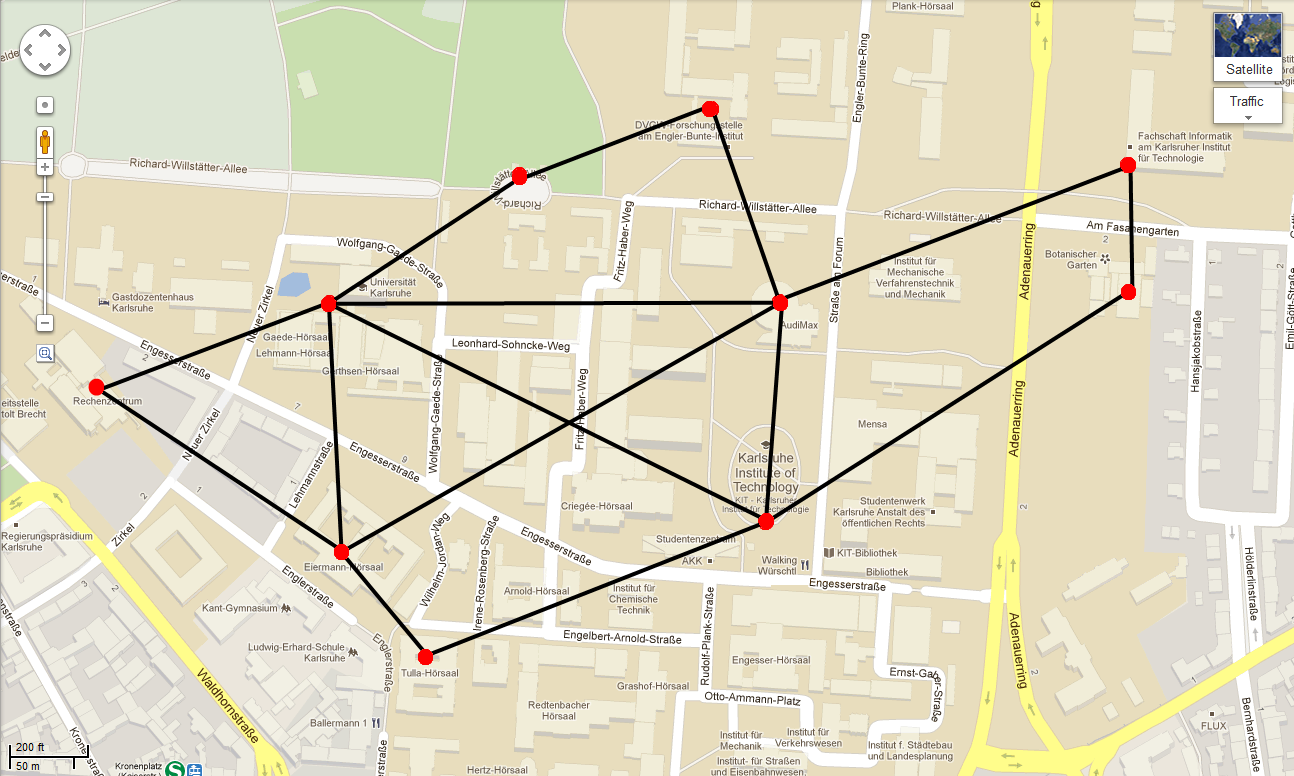 Plank-Hörsaal
Satellite
Traffic
Engler-Bunte-Ring
DVGW-Forschungsstelle
am Engler-Bunte-Institut
Fachschaft Informatik
am Karlsruher Institut
für Technologie
Richard-Willstätter-Allee
Richard-Willstätter-Allee
Richard-Willstätter-Allee
Fritz-Haber-Weg
Am Fasanengarten
2
Botanischer
Garten
Wolfgang-Gaede-Straße
Universität
Karlsruhe
Institut für
Mechanische
Verfahrenstechnik
und Mechanik
Straße am Forum
Adenauerring
Gastdozentenhaus
Karlsruhe
Neuer Zirkel
AudiMax
Gaede-Hörsaal
Lehmann-Hörsaal
Gerthsen-Hörsaal
Leonhard-Sohncke-Weg
Engesserstraße
Hansjakobstraße
Emil-Gött-Straße
Rechenzentrum
Wolfgang-Gaede-Straße
Fritz-Haber-Weg
Adenauerring
Mensa
Neuer Zirkel
Engesserstraße
9
Lehmannstraße
Karlsruhe
Institute of
Technology
KIT - Karlsruher
Institut für Technologie
Criegée-Hörsaal
Studentenwerk
Karlsruhe Anstalt des
öffentlichen Rechts
2
Regierungspräsidium
Karlsruhe
Zirkel
Eiermann-Hörsaal
Wilhelm-Jordan-Weg
Irene-Rosenberg-Straße
Engesserstraße
Studentenzentrum
AKK
Walking
Würschtl
KIT-Bibliothek
Bibliothek
Engesserstraße
Hölderlinstraße
Englerstraße
Kant-Gymnasium
Arnold-Hörsaal
Institut für
Chemische
Technik
Rudolf-Plank-Straße
Engelbert-Arnold-Straße
Adenauerring
Ludwig-Erhard-Schule
Karlsruhe
Englerstraße
Tulla-Hörsaal
Engesser-Hörsaal
Waldhornstraße
Grashof-Hörsaal
Otto-Ammann-Platz
Redtenbacher
Hörsaal
Ballermann 1
Bernhardstraße
FLUX
Institut für
Mechanik
Institut für
Verkehrswesen
Institut f. Städtebau
und Landesplanung
Institut- für Straßen
und Eisenbahnwesen,
Hertz-Hörsaal
Kronenplatz
200 ft
50 m